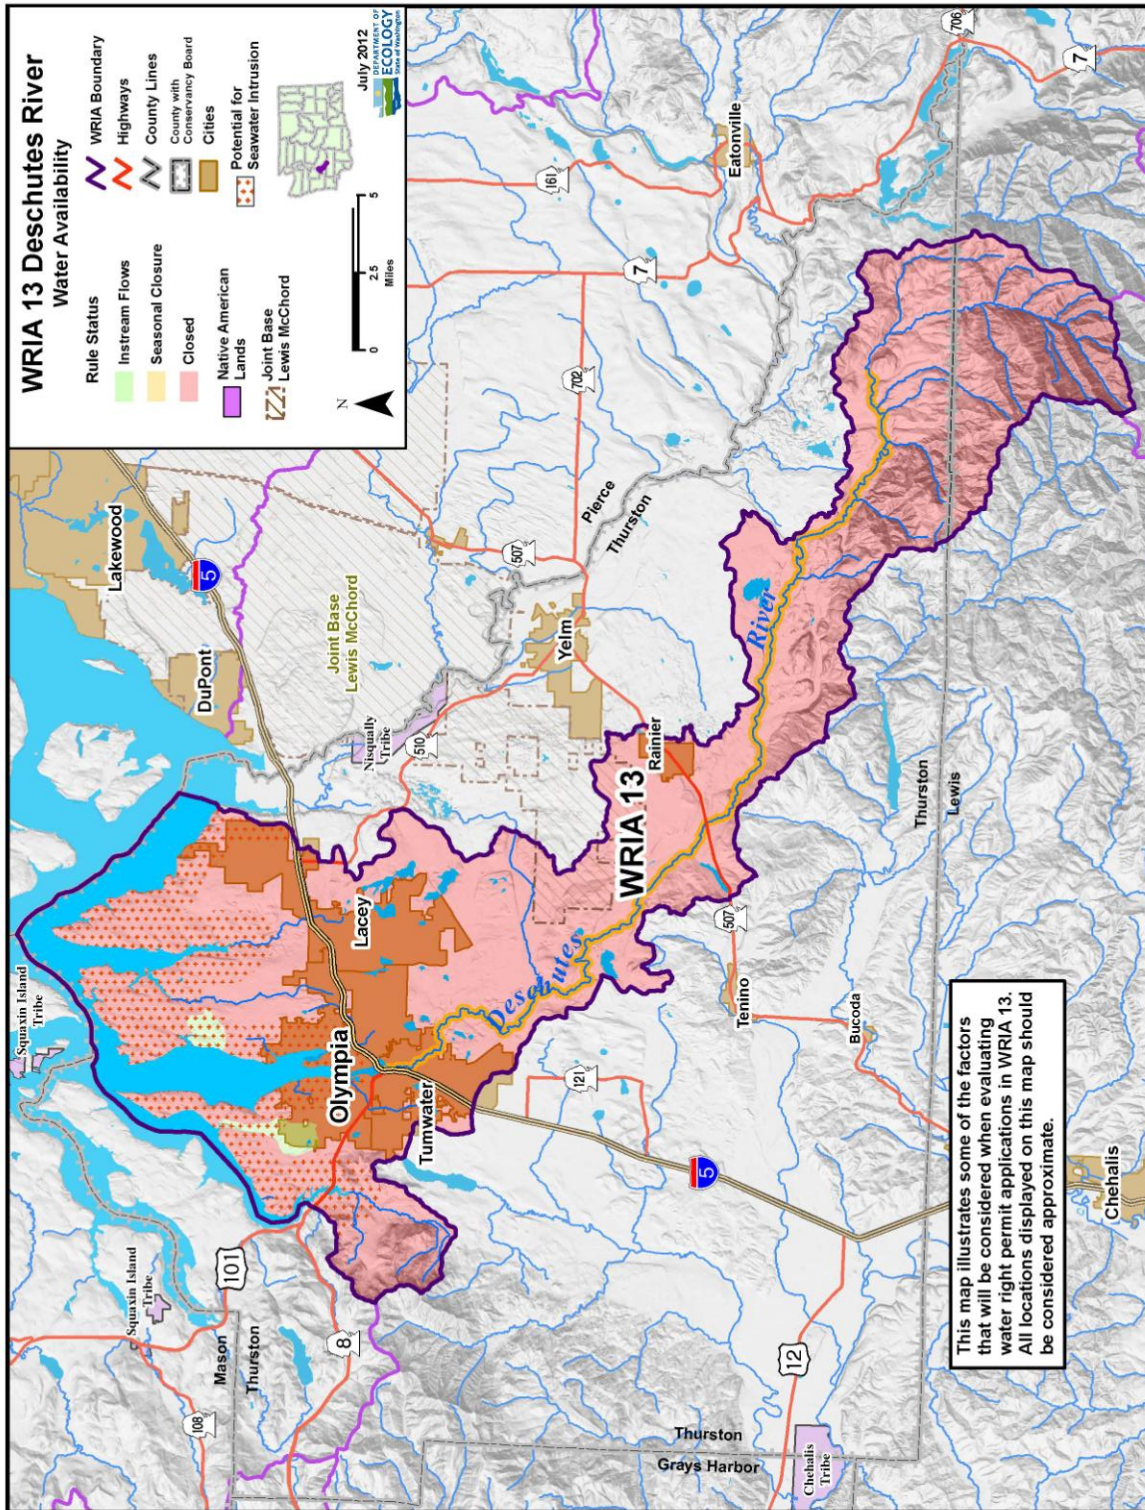 WRIA 13 Deschutes River
Water Availability
Rule Status
Instream Flows
Seasonal Closure
Closed
Native American
Lands
Joint Base
Lewis McChord
WRIA Boundary
Highways
County Lines
County with
Conservancy Board
Cities
Potential for
Seawater Intrusion
N
0
2.5
5
Miles
July 2012
DEPARTMENT OF
ECOLOGY
State of Washington
Squaxin Island
Tribe
Squaxin Island
Tribe
108
101
8
Mason
Thurston
Lakewood
5
DuPont
Joint Base
Lewis McChord
Nisqually
Tribe
510
Olympia
Lacey
Tumwater
Yelm
507
702
161
7
Eatonville
Pierce
Thurston
WRIA 13
Rainier
Deschutes
River
121
Tenino
507
Bucoda
5
12
Thurston
Lewis
706
7
Thurston
Grays Harbor
Chehalis
Tribe
Chehalis
This map illustrates some of the factors
that will be considered when evaluating
water right permit applications in WRIA 13.
All locations displayed on this map should
be considered approximate.